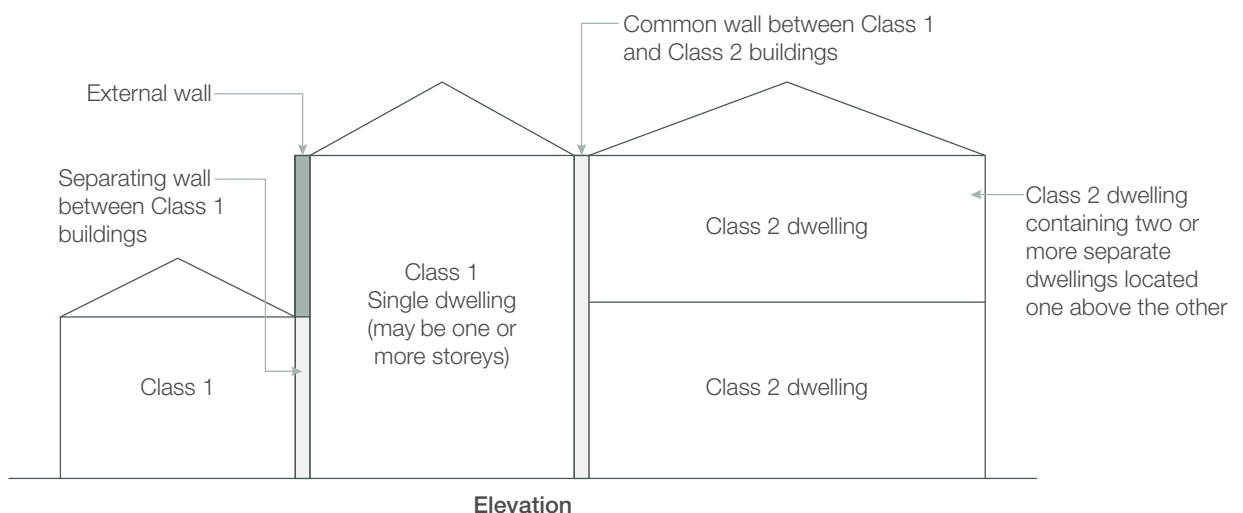 Common wall between Class 1
and Class 2 buildings
External wall
Separating wall
between Class 1
buildings
Class 2 dwelling
Class 2 dwelling
containing two or
more separate
dwellings located
one above the other
Class 1
Single dwelling
(may be one or
more storeys)
Class 1
Class 2 dwelling
Elevation